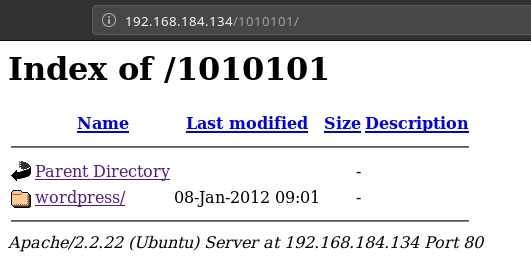 192.168.184.134/1010101/
Index of /1010101
Name Last modified Size Description
Parent Directory -
wordpress/ 08-Jan-2012 09:01 -
Apache/2.2.22 (Ubuntu) Server at 192.168.184.134 Port 80